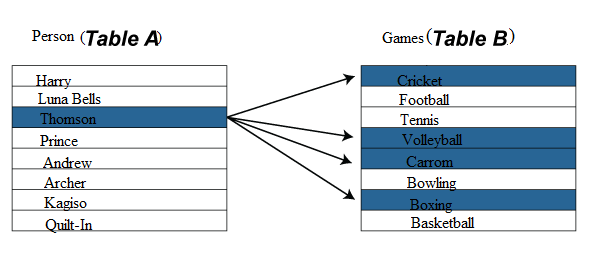 Person (Table A)
Harry
Luna Bells
Thomson
Prince
Andrew
Archer
Kagiso
Quilt-In
Games(Table B)
Cricket
Football
Tennis
Volleyball
Carrom
Bowling
Boxing
Basketball